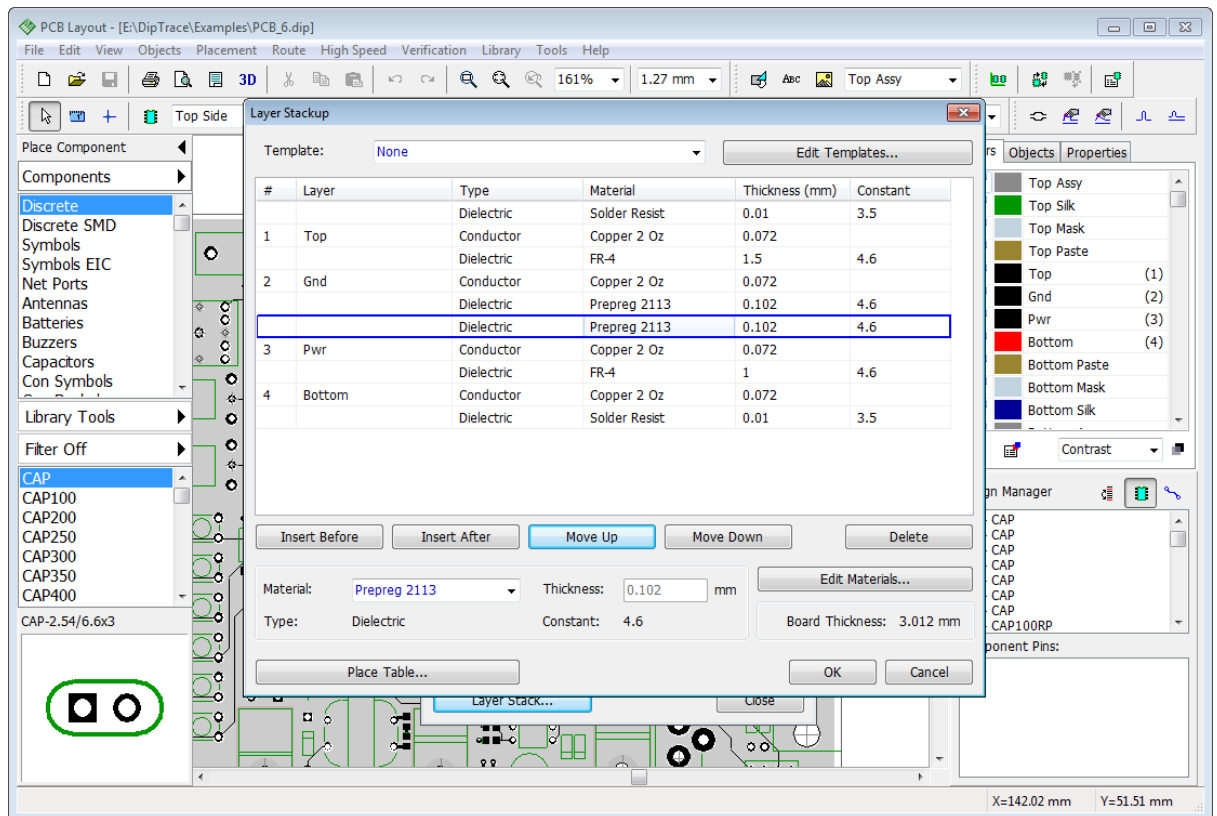 PCB Layout - [E:\DipTrace\Examples\PCB_6.dip]
File Edit View Objects Placement Route High Speed Verification Library Tools Help
3D 161% 1.27 mm ABC Top Assy
Top Side
Layer Stackup
Place Component
Components
Discrete
Discrete SMD
Symbols
Symbols EIC
Net Ports
Antennas
Batteries
Buzzers
Capacitors
Con Symbols
Library Tools
Filter Off
CAP
CAP100
CAP200
CAP250
CAP300
CAP350
CAP400
CAP-2.54/6.6x3
Template: None Edit Templates...
# Layer Type Material Thickness (mm) Constant
Dielectric Solder Resist 0.01 3.5
1 Top Conductor Copper 2 Oz 0.072
Dielectric FR-4 1.5 4.6
2 Gnd Conductor Copper 2 Oz 0.072
Dielectric Prepreg 2113 0.102 4.6
Dielectric Prepreg 2113 0.102 4.6
3 Pwr Conductor Copper 2 Oz 0.072
Dielectric FR-4 1 4.6
4 Bottom Conductor Copper 2 Oz 0.072
Dielectric Solder Resist 0.01 3.5
Insert Before Insert After Move Up Move Down Delete
Material: Prepreg 2113 Thickness: 0.102 mm Edit Materials...
Type: Dielectric Constant: 4.6 Board Thickness: 3.012 mm
Place Table... OK Cancel
Layer Stack... Close
rs Objects Properties
Top Assy
Top Silk
Top Mask
Top Paste
Top (1)
Gnd (2)
Pwr (3)
Bottom (4)
Bottom Paste
Bottom Mask
Bottom Silk
Contrast
gn Manager
CAP
CAP
CAP
CAP
CAP
CAP
CAP
CAP100RP
ponent Pins:
X=142.02 mm Y=51.51 mm